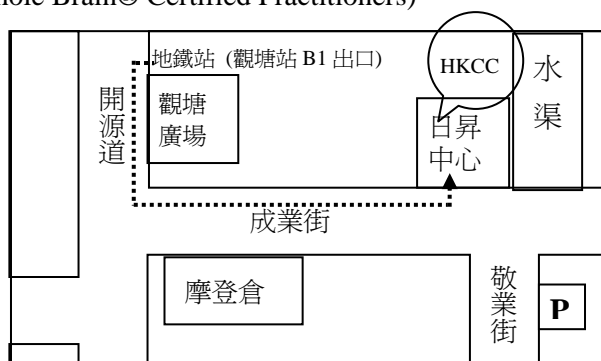 hole Brain® Certified Practitioners)
地鐵站 (觀塘站 B1 出口)
HKCC
水渠
開源道
觀塘
廣場
日昇
中心
成業街
摩登倉
敬業街
P